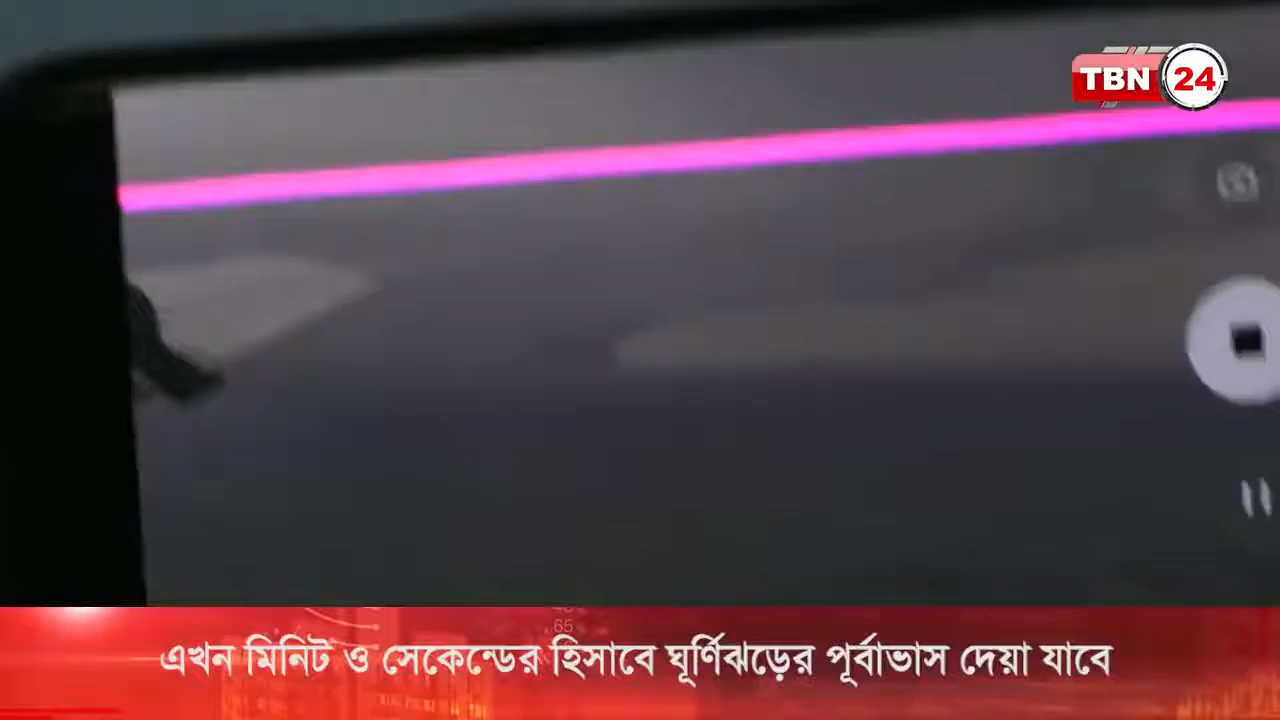 TBN 24
এখন মিনিট ও সেকেন্ডের হিসাবে ঘূর্ণিঝড়ের পূর্বাভাস দেয়া যাবে